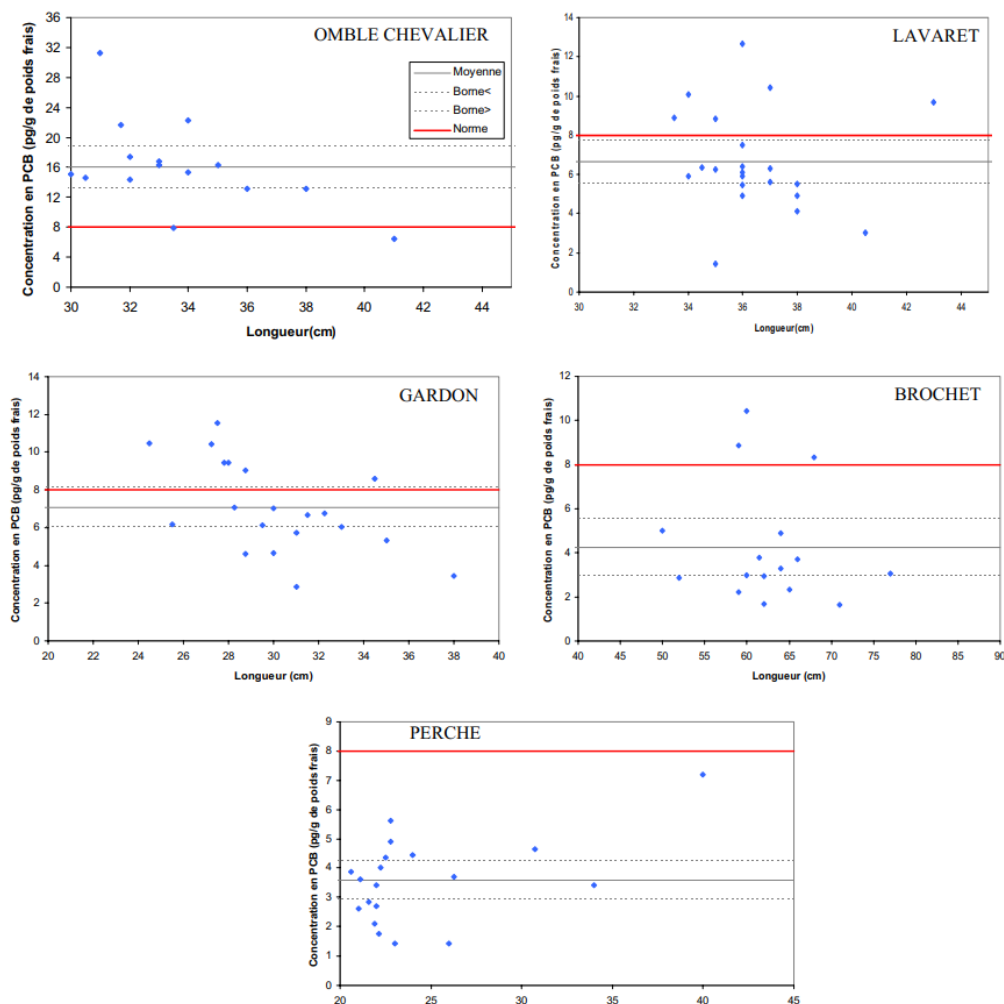 OMBLE CHEVALIER
Concentration en PCB (pg/g de poids frais)
36
32
28
24
20
16
12
8
4
0
Moyenne
Borne<
Borne>
Norme
30 32 34 36 38 40 42 44
Longueur(cm)
LAVARET
Concentration en PCB (pg/g de poids frais)
14
12
10
8
6
4
2
0
30 34 36 38 40 44
Longueur(cm)
GARDON
Concentration en PCB (pg/g de poids frais)
14
12
10
8
6
4
2
0
20 22 24 26 28 30 32 34 36 38 40
Longueur (cm)
BROCHET
Concentration en PCB (pg/g de poids frais)
12
10
8
6
4
2
0
40 45 50 55 60 65 70 75 80 85 90
Longueur (cm)
PERCHE
Concentration en PCB (pg/g de poids frais)
9
8
7
6
5
4
3
2
1
0
20 25 30 35 40 45